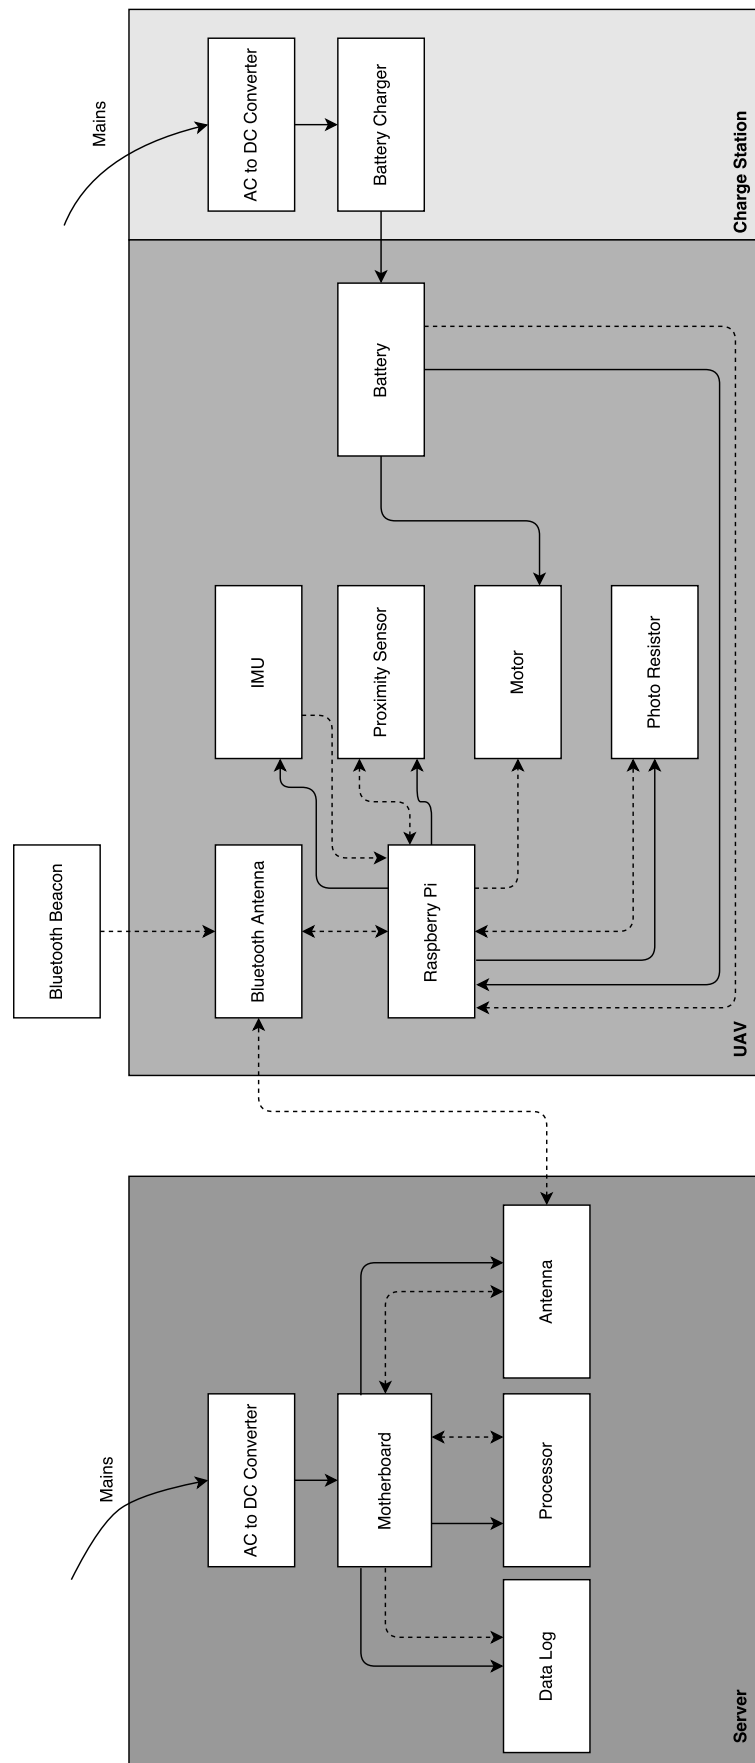 Mains
AC to DC Converter
Motherboard
Data Log
Processor
Antenna
Server
Bluetooth Beacon
Bluetooth Antenna
Raspberry Pi
IMU
Proximity Sensor
Motor
Photo Resistor
Battery
UAV
Mains
AC to DC Converter
Battery Charger
Charge Station